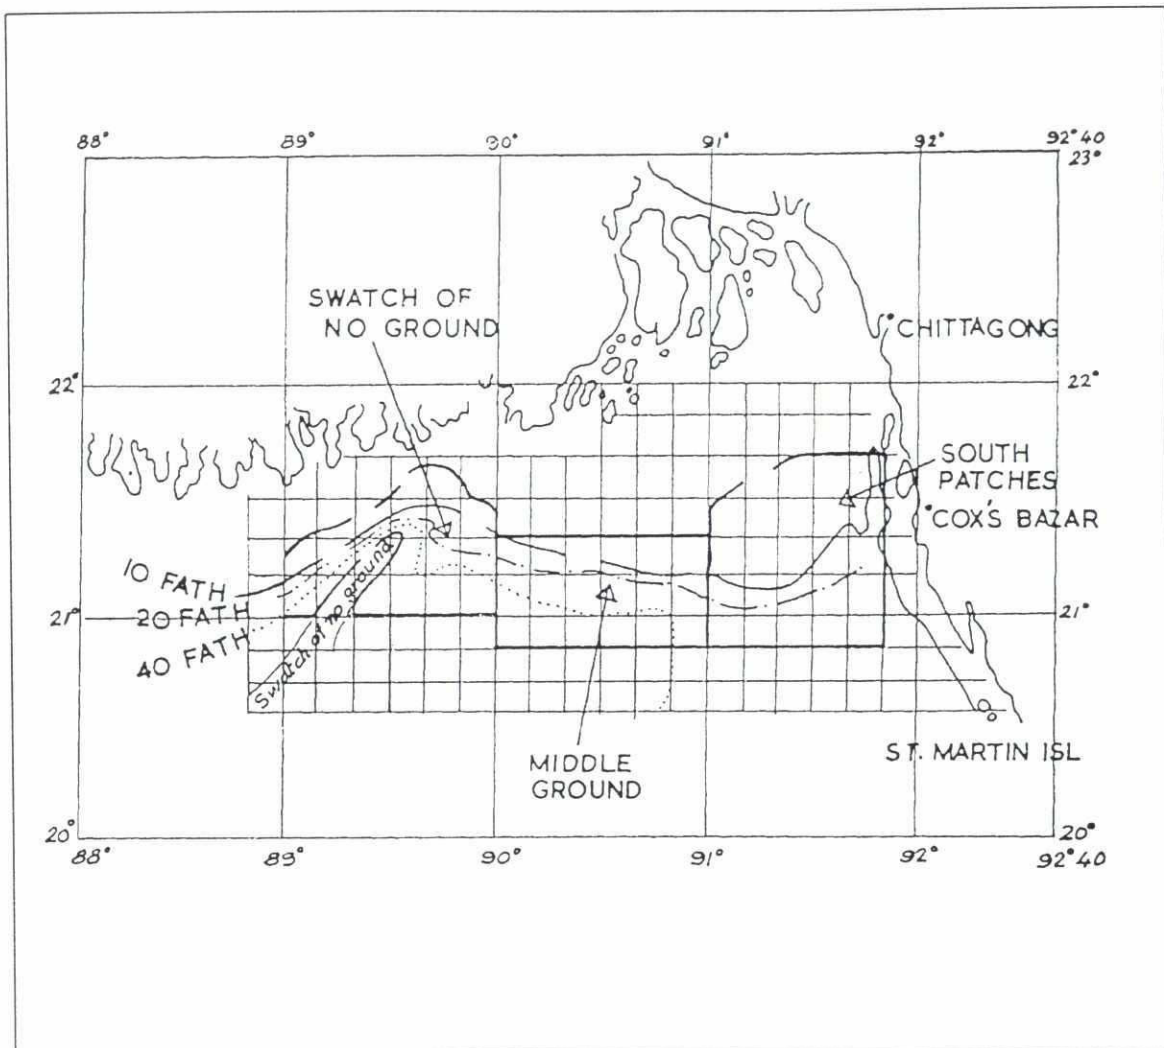 88° 89° 90° 91° 92° 92°40
23°
SWATCH OF
NO GROUND
CHITTAGONG
22° 22°
SOUTH
PATCHES
COX'S BAZAR
10 FATH
20 FATH
40 FATH
21° 21°
Swatch of no ground
MIDDLE
GROUND
ST. MARTIN ISL
20° 20°
88° 89° 90° 91° 92° 92°40